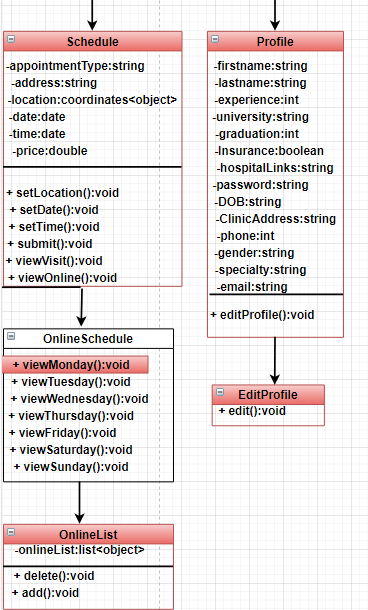 Schedule
-appointmentType:string
-address:string
-location:coordinates<object>
-date:date
-time:date
-price:double
+ setLocation():void
+ setDate():void
+ setTime():void
+ submit():void
+ viewVisit():void
+ viewOnline():void
Profile
-firstname:string
-lastname:string
-experience:int
-university:string
-graduation:int
-Insurance:boolean
-hospitalLinks:string
-password:string
-DOB:string
-ClinicAddress:string
-phone:int
-gender:string
-specialty:string
-email:string
+ editProfile():void
OnlineSchedule
+ viewMonday():void
+ viewTuesday():void
+ viewWednesday():void
+ viewThursday():void
+ viewFriday():void
+ viewSaturday():void
+ viewSunday():void
EditProfile
+ edit():void
OnlineList
-onlineList:list<object>
+ delete():void
+ add():void